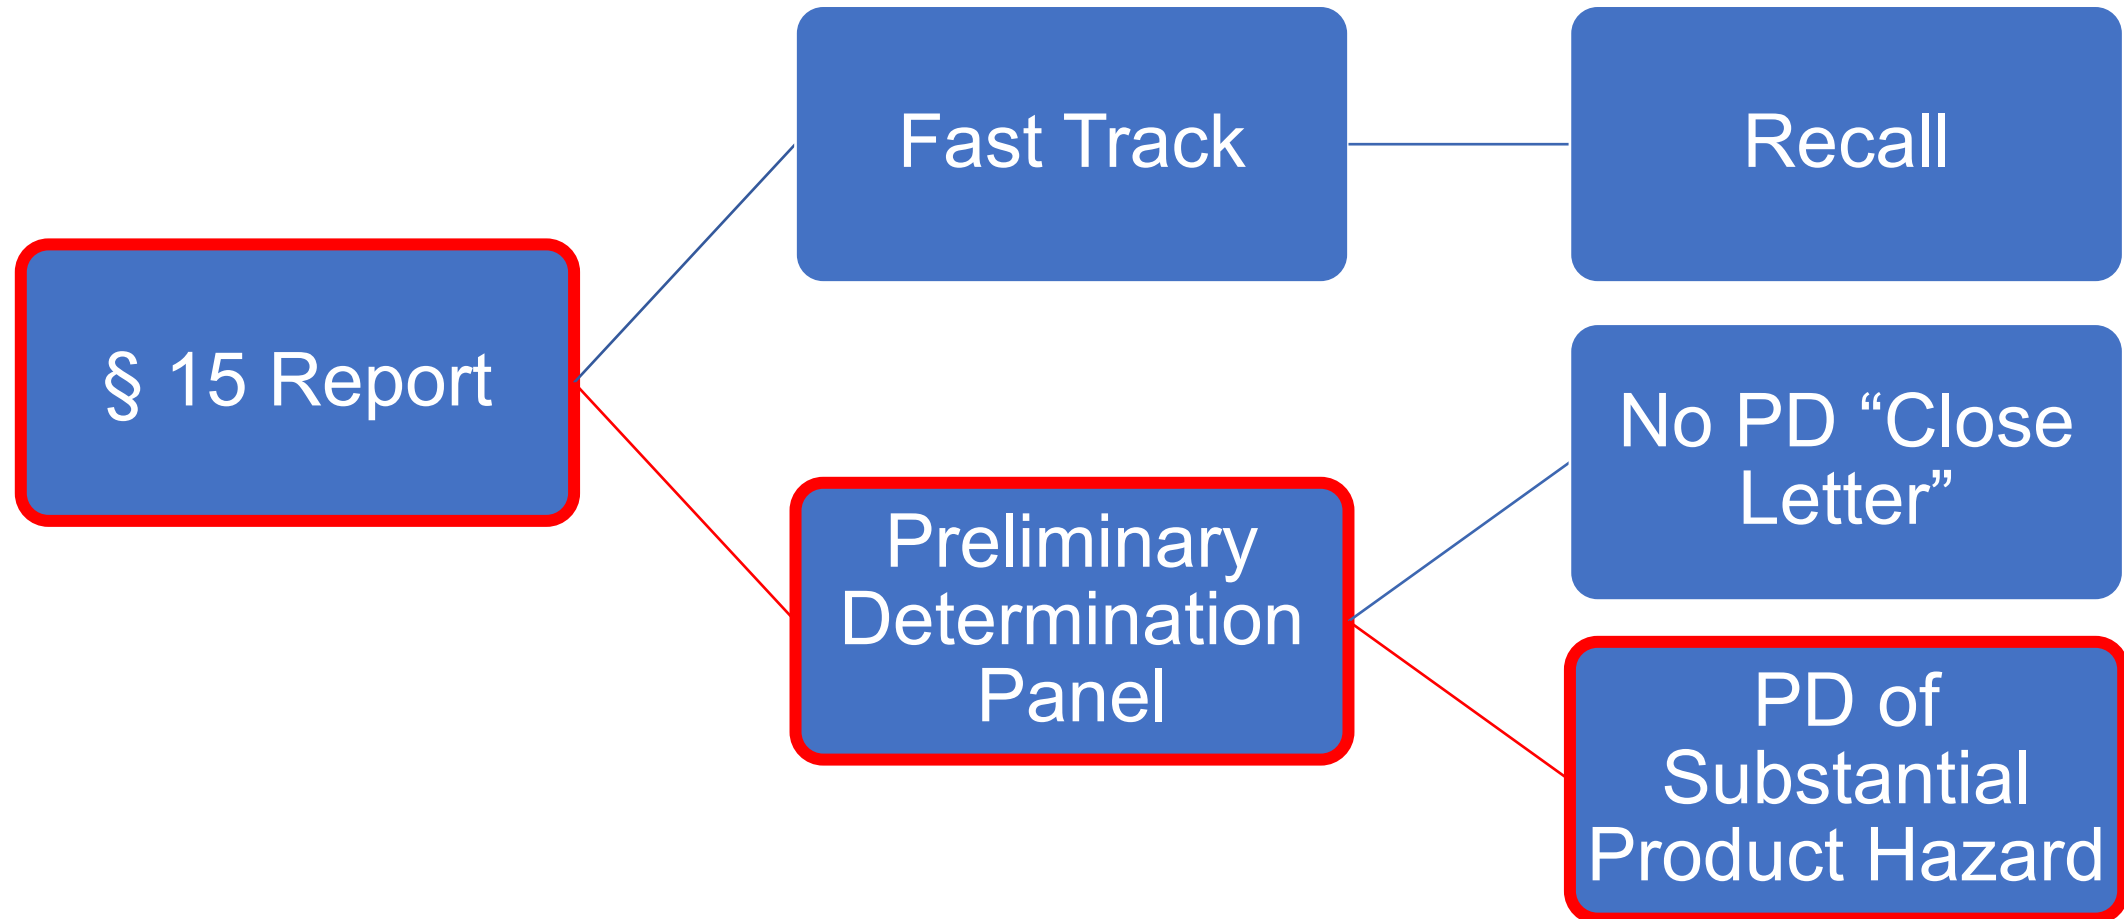 § 15 Report
Fast Track
Recall
Preliminary
Determination
Panel
No PD “Close
Letter”
PD of
Substantial
Product Hazard